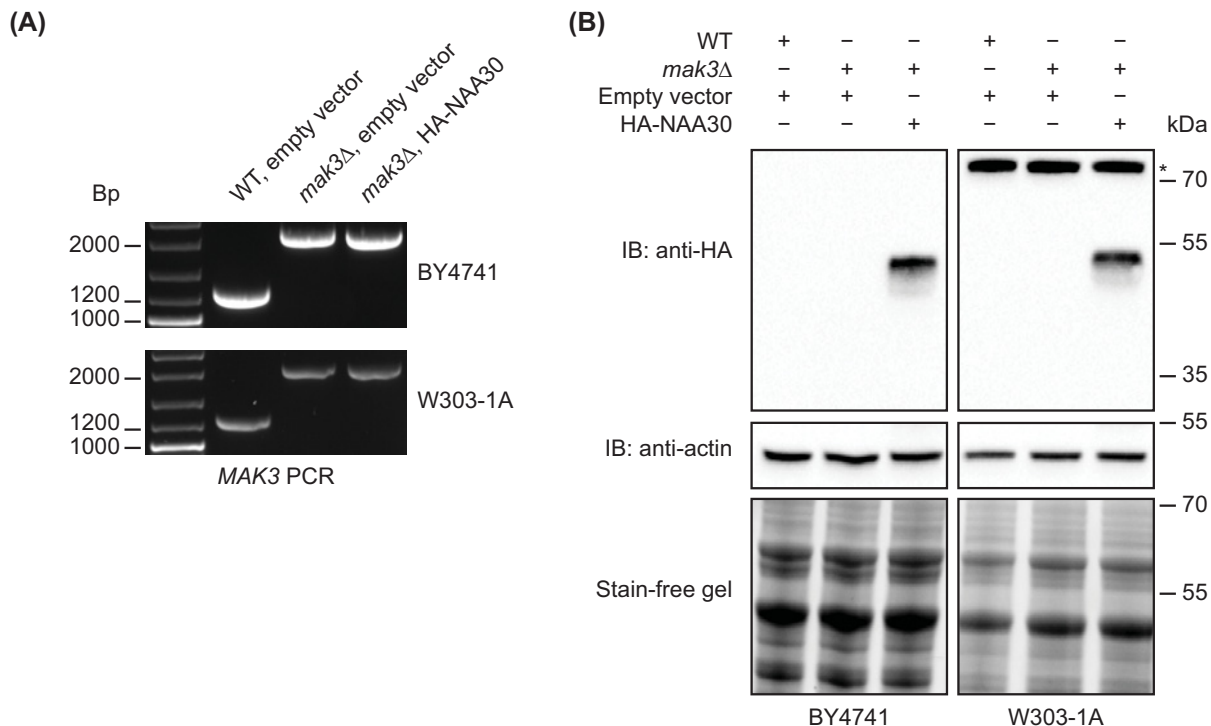 (A)
Bp
WT, empty vector
mak3Δ, empty vector
mak3Δ, HA-NAA30
2000
1200
1000
BY4741
2000
1200
1000
W303-1A
MAK3 PCR
(B)
WT + – – + – –
mak3Δ – + + – + +
Empty vector + + – + + –
HA-NAA30 – – + – – + kDa
*
70
55
IB: anti-HA
35
55
IB: anti-actin
70
55
Stain-free gel
BY4741 W303-1A